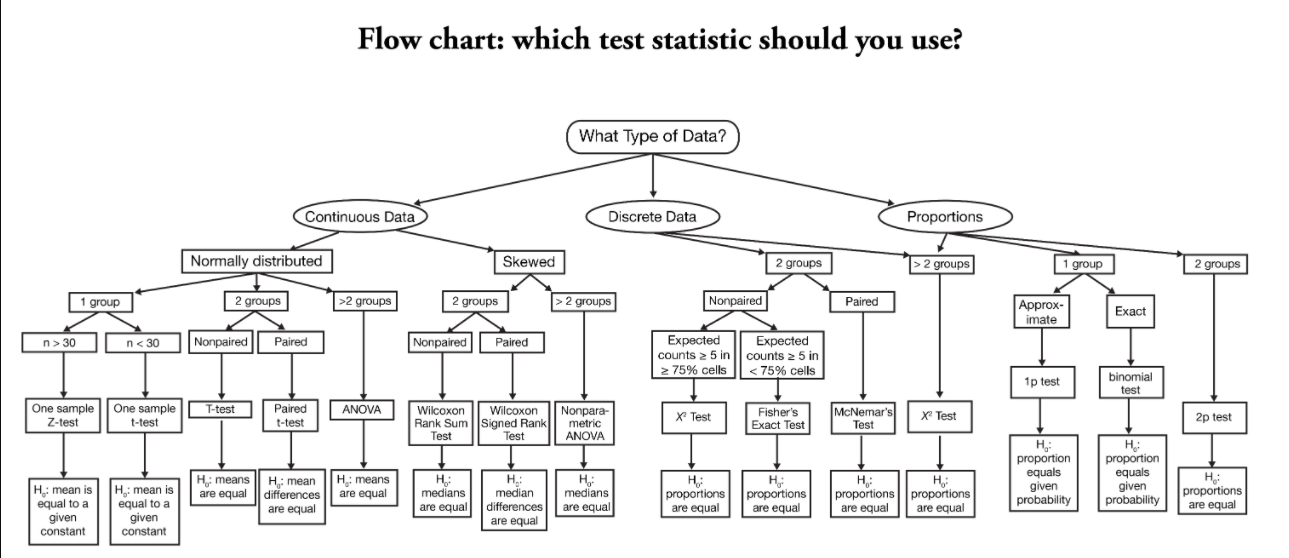 Flow chart: which test statistic should you use?
What Type of Data?
Continuous Data
Discrete Data
Proportions
Normally distributed
Skewed
2 groups
> 2 groups
1 group
2 groups
1 group
2 groups
>2 groups
2 groups
> 2 groups
Nonpaired
Paired
Approx-
imate
Exact
n > 30
n < 30
Nonpaired
Paired
Nonpaired
Paired
Expected
counts ≥ 5 in
≥ 75% cells
Expected
counts ≥ 5 in
< 75% cells
1p test
binomial
test
One sample
Z-test
One sample
t-test
T-test
Paired
t-test
ANOVA
Wilcoxon
Rank Sum
Test
Wilcoxon
Signed Rank
Test
Nonpara-
metric
ANOVA
X² Test
Fisher's
Exact Test
McNemar's
Test
X² Test
2p test
H₀: mean is
equal to a
given
constant
H₀: mean is
equal to a
given
constant
H₀: means
are equal
H₀: mean
differences
are equal
H₀: means
are equal
H₀:
medians
are equal
H₀:
median
differences
are equal
H₀:
medians
are equal
H₀:
proportions
are equal
H₀:
proportions
are equal
H₀:
proportions
are equal
H₀:
proportions
are equal
H₀:
proportion
equals
given
probability
H₀:
proportion
equals
given
probability
H₀:
proportions
are equal